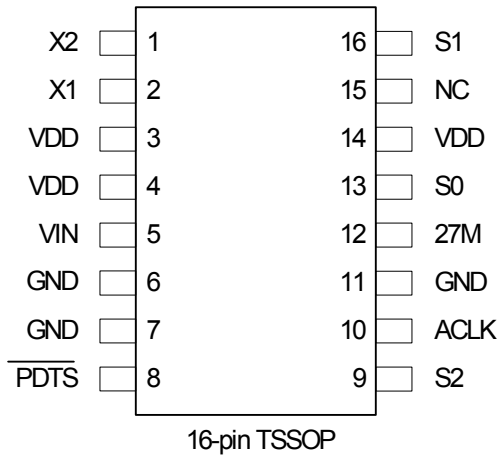 X2 1 16 S1
X1 2 15 NC
VDD 3 14 VDD
VDD 4 13 S0
VIN 5 12 27M
GND 6 11 GND
GND 7 10 ACLK
PDTS 8 9 S2
16-pin TSSOP